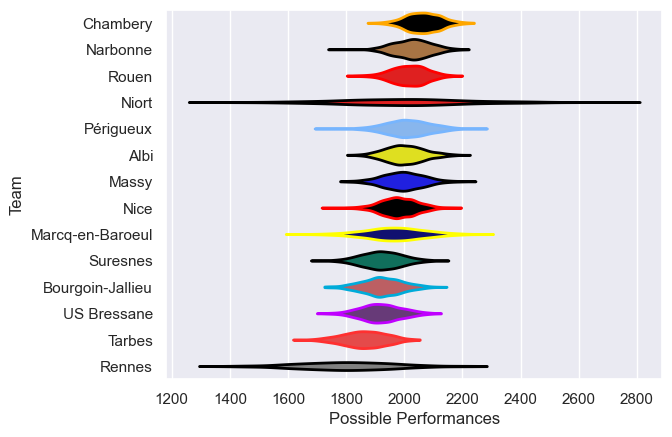 Chambery
Narbonne
Rouen
Niort
Périgueux
Albi
Massy
Nice
Marcq-en-Baroeul
Suresnes
Bourgoin-Jallieu
US Bressane
Tarbes
Rennes
Team
1200 1400 1600 1800 2000 2200 2400 2600 2800
Possible Performances